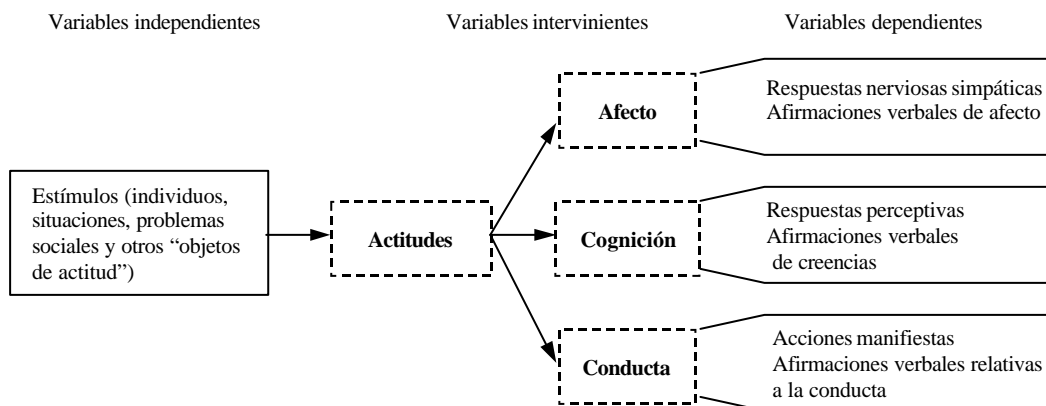 Variables independientes
Variables intervinientes
Variables dependientes
Estímulos (individuos,
situaciones, problemas
sociales y otros “objetos
de actitud”)
Actitudes
Afecto
Respuestas nerviosas simpáticas
Afirmaciones verbales de afecto
Cognición
Respuestas perceptivas
Afirmaciones verbales
de creencias
Conducta
Acciones manifiestas
Afirmaciones verbales relativas
a la conducta